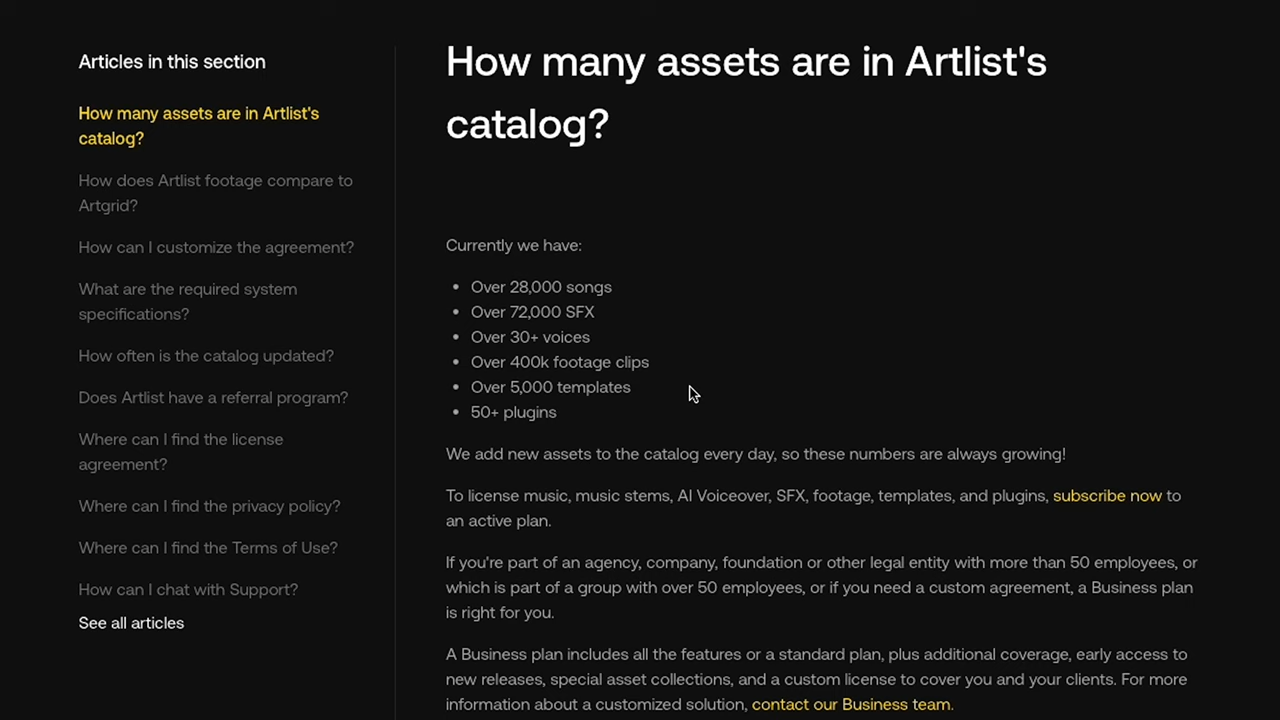 Articles in this section
How many assets are in Artlist's
catalog?
How does Artlist footage compare to
Artgrid?
How can I customize the agreement?
What are the required system
specifications?
How often is the catalog updated?
Does Artlist have a referral program?
Where can I find the license
agreement?
Where can I find the privacy policy?
Where can I find the Terms of Use?
How can I chat with Support?
See all articles
How many assets are in Artlist's
catalog?
Currently we have:
• Over 28,000 songs
• Over 72,000 SFX
• Over 30+ voices
• Over 400k footage clips
• Over 5,000 templates
• 50+ plugins
We add new assets to the catalog every day, so these numbers are always growing!
To license music, music stems, AI Voiceover, SFX, footage, templates, and plugins, subscribe now to
an active plan.
If you're part of an agency, company, foundation or other legal entity with more than 50 employees, or
which is part of a group with over 50 employees, or if you need a custom agreement, a Business plan
is right for you.
A Business plan includes all the features or a standard plan, plus additional coverage, early access to
new releases, special asset collections, and a custom license to cover you and your clients. For more
information about a customized solution, contact our Business team.